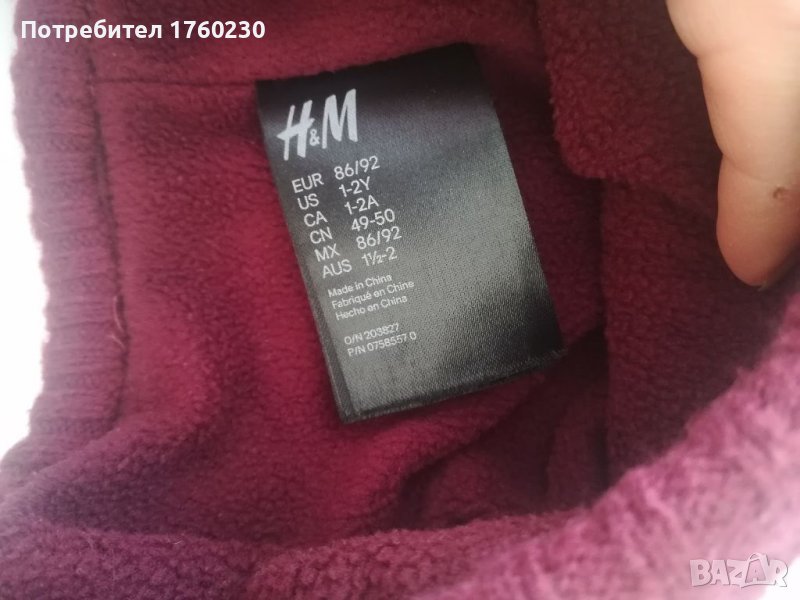 Потребител 1760230
H&M
EUR 86/92
US 1-2Y
CA 1-2A
CN 49-50
MX 86/92
AUS 1½-2
Made in China
Fabriqué en Chine
Hecho en China
O/N 203827
P/N 0758557 0
BAZAR